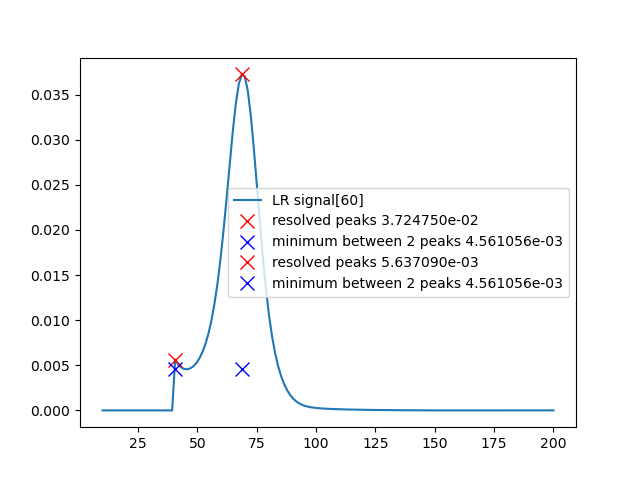 0.035
0.030
0.025
0.020
0.015
0.010
0.005
0.000
LR signal[60]
resolved peaks 3.724750e-02
minimum between 2 peaks 4.561056e-03
resolved peaks 5.637090e-03
minimum between 2 peaks 4.561056e-03
25 50 75 100 125 150 175 200